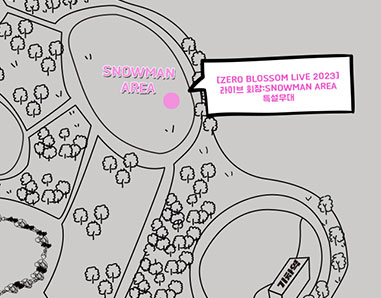 SNOWMAN
AREA
[ZERO BLOSSOM LIVE 2023]
라이브 회장:SNOWMAN AREA
특설무대